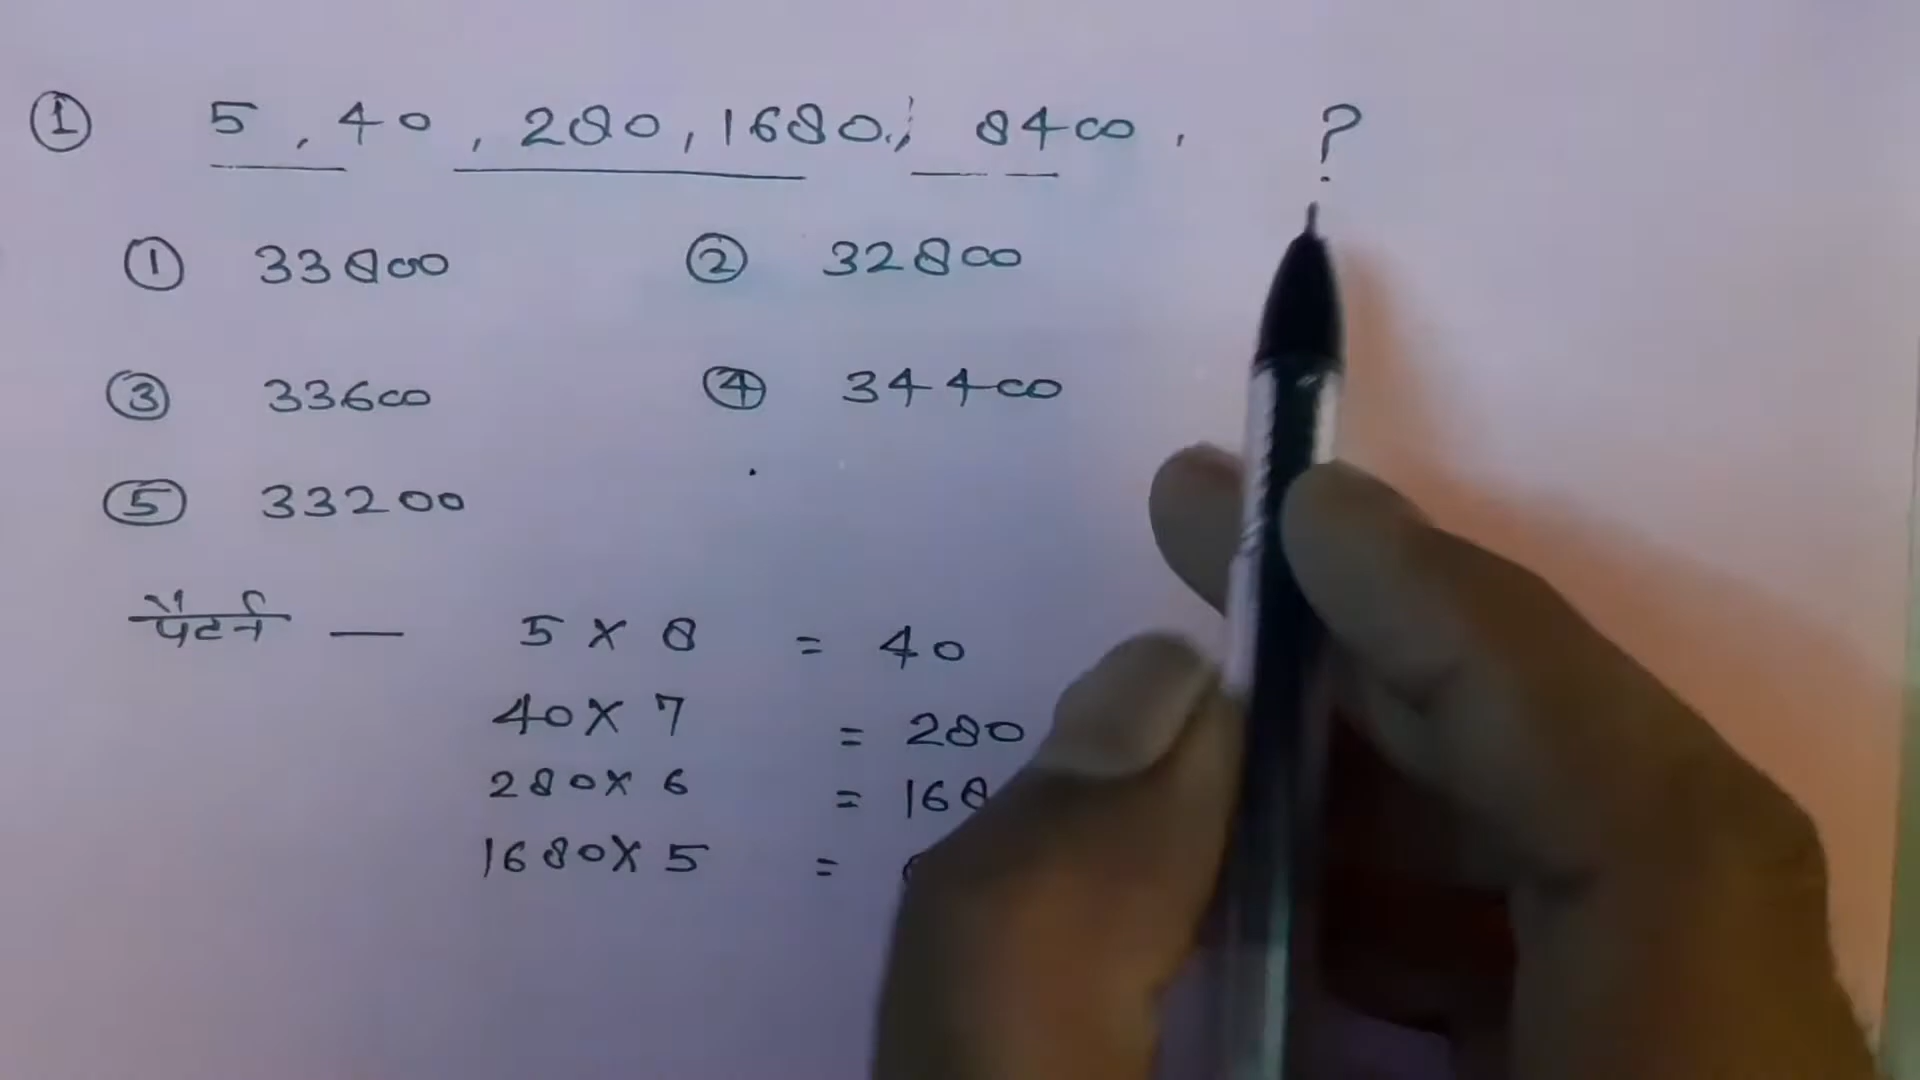 ① 5, 40, 280, 1680, 8400, ?
① 33800 ② 32800
③ 33600 ④ 34400
⑤ 33200
पैटर्न — 5 X 8 = 40
40 X 7 = 280
280 X 6 = 168
1680 X 5 =